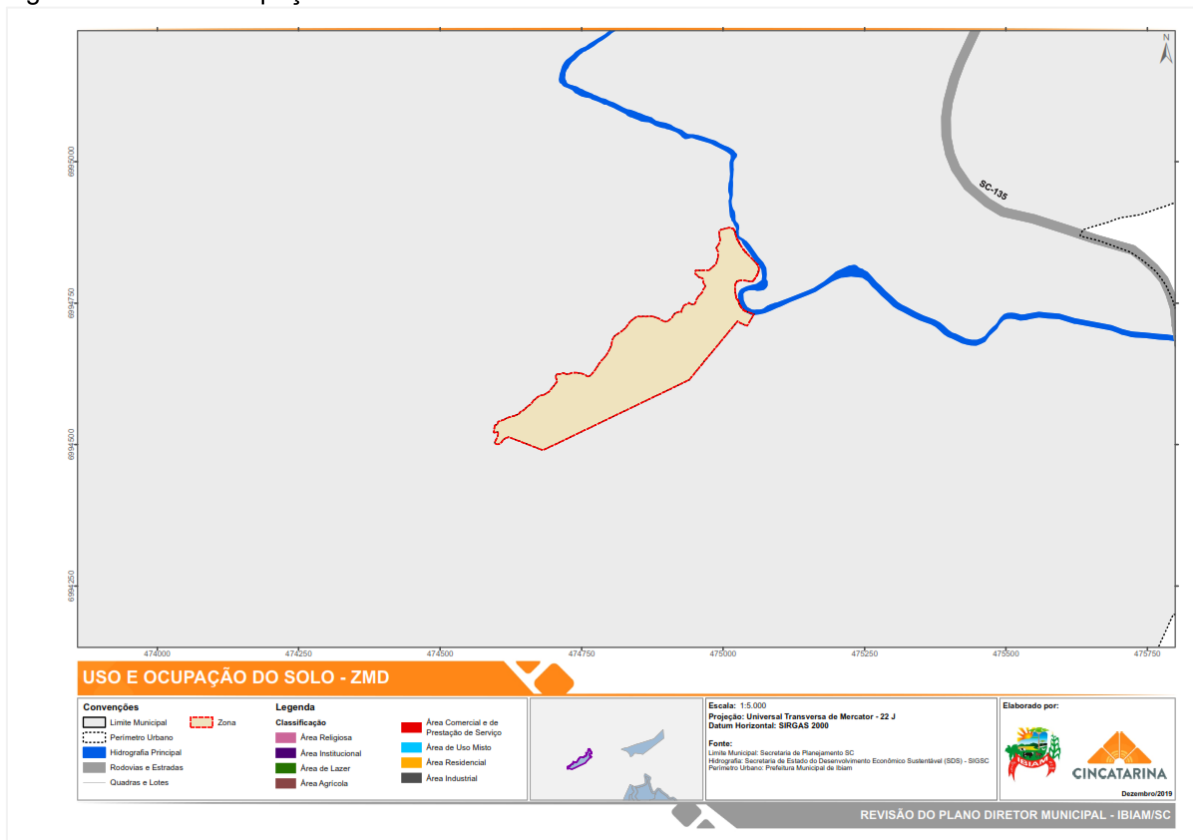 N
SC-135
6995000
6994750
6994500
6994250
474000
474250
474500
474750
475000
475250
475500
475750
USO E OCUPAÇÃO DO SOLO - ZMD
Convenções
Limite Municipal
Zona
Perímetro Urbano
Hidrografia Principal
Rodovias e Estradas
Quadras e Lotes
Legenda
Classificação
Área Religiosa
Área Institucional
Área de Lazer
Área Agrícola
Área Comercial e de
Prestação de Serviço
Área de Uso Misto
Área Residencial
Área Industrial
Escala: 1:5.000
Projeção: Universal Transversa de Mercator - 22 J
Datum Horizontal: SIRGAS 2000
Fonte:
Limite Municipal: Secretaria de Planejamento SC
Hidrografia: Secretaria de Estado do Desenvolvimento Econômico Sustentável (SDS) - SIGSC
Perímetro Urbano: Prefeitura Municipal de Ibiam
Elaborado por:
IBIAM
CINCATARINA
Dezembro/2019
REVISÃO DO PLANO DIRETOR MUNICIPAL - IBIAM/SC